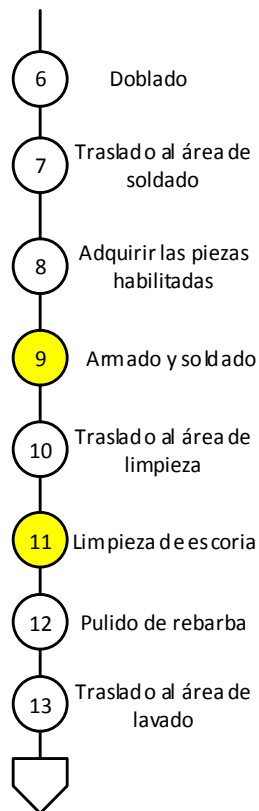 6 Doblado
7 Traslado al área de
soldado
8 Adquirir las piezas
habilitadas
9 Armado y soldado
10 Traslado al área de
limpieza
11 Limpieza de escoria
12 Pulido de rebarba
13 Traslado al área de
lavado